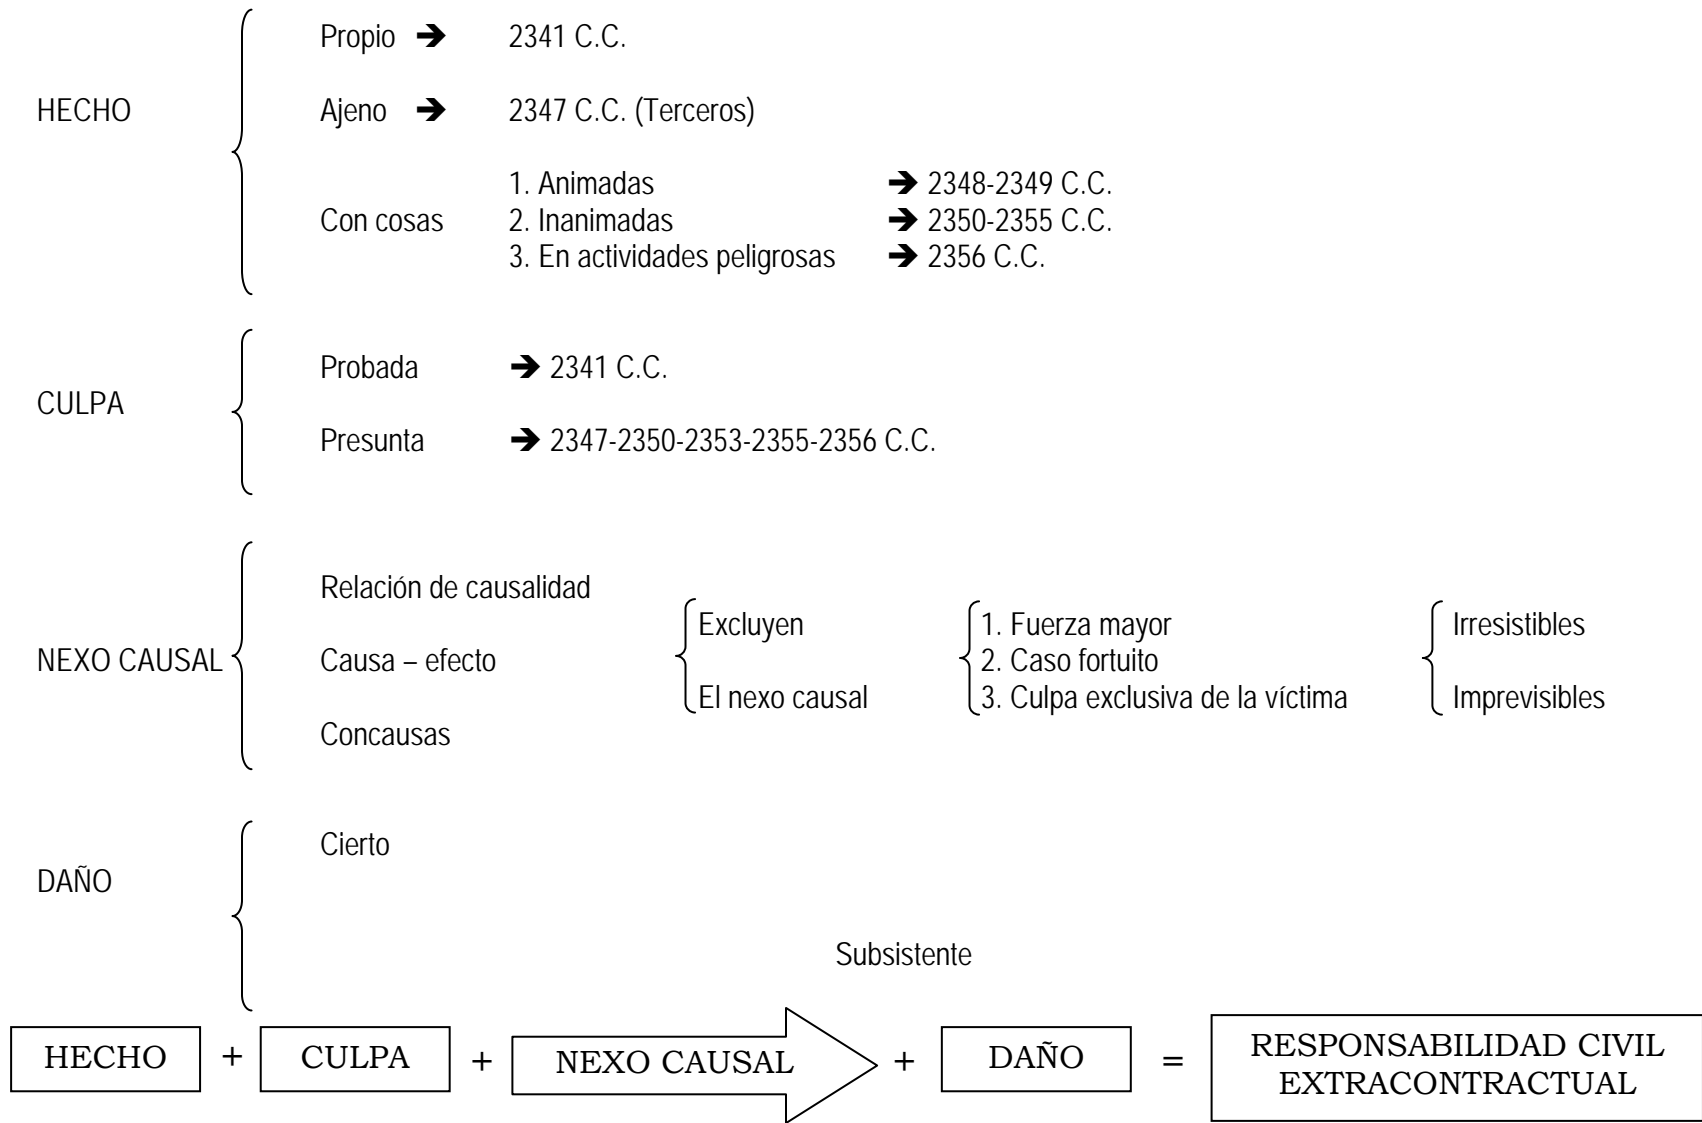 Propio ➔ 2341 C.C.
HECHO Ajeno ➔ 2347 C.C. (Terceros)
1. Animadas ➔ 2348-2349 C.C.
Con cosas 2. Inanimadas ➔ 2350-2355 C.C.
3. En actividades peligrosas ➔ 2356 C.C.
Probada ➔ 2341 C.C.
CULPA
Presunta ➔ 2347-2350-2353-2355-2356 C.C.
Relación de causalidad
Excluyen 1. Fuerza mayor Irresistibles
NEXO CAUSAL Causa – efecto 2. Caso fortuito
El nexo causal 3. Culpa exclusiva de la víctima Imprevisibles
Concausas
Cierto
DAÑO
Subsistente
HECHO + CULPA + NEXO CAUSAL + DAÑO = RESPONSABILIDAD CIVIL
EXTRACONTRACTUAL